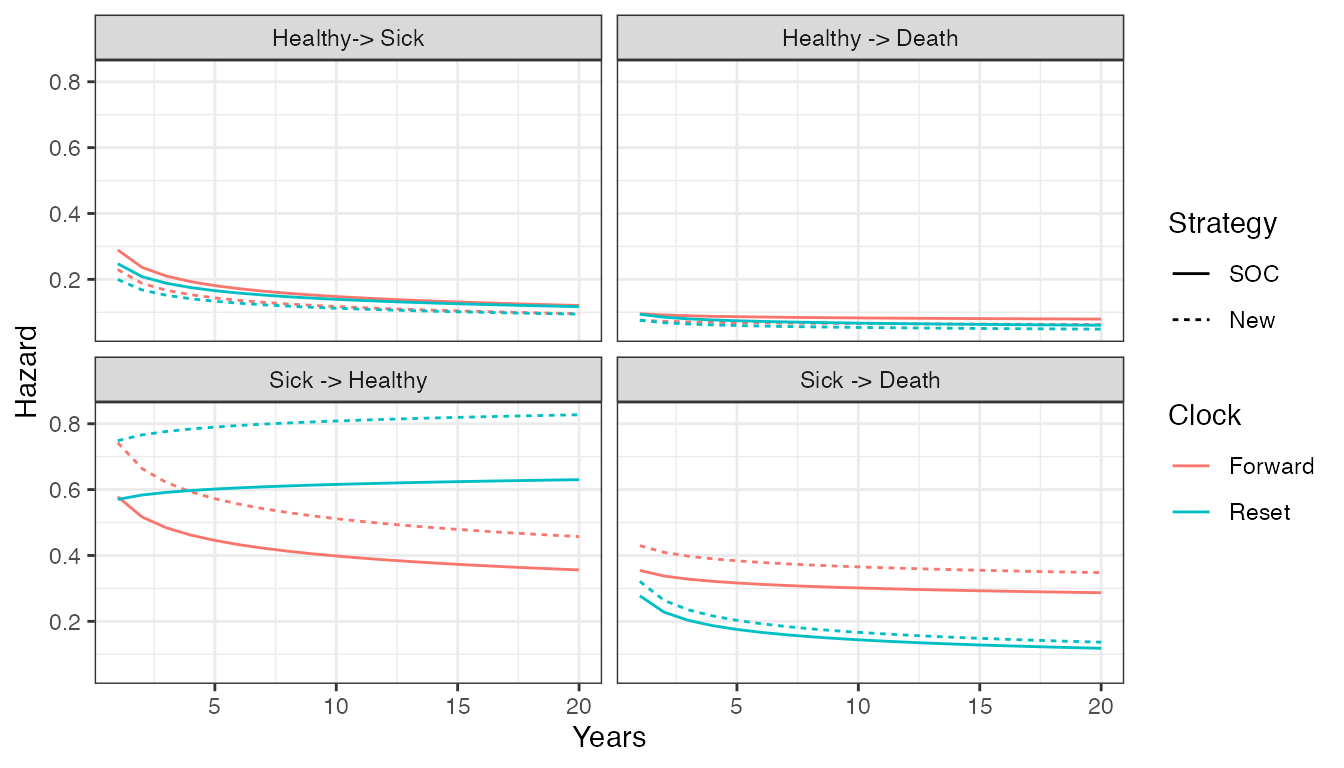 Healthy-> Sick
Healthy -> Death
0.8
0.6
0.4
0.2
Sick -> Healthy
Sick -> Death
0.8
0.6
0.4
0.2
5 10 15 20
5 10 15 20
Years
Hazard
Strategy
SOC
New
Clock
Forward
Reset